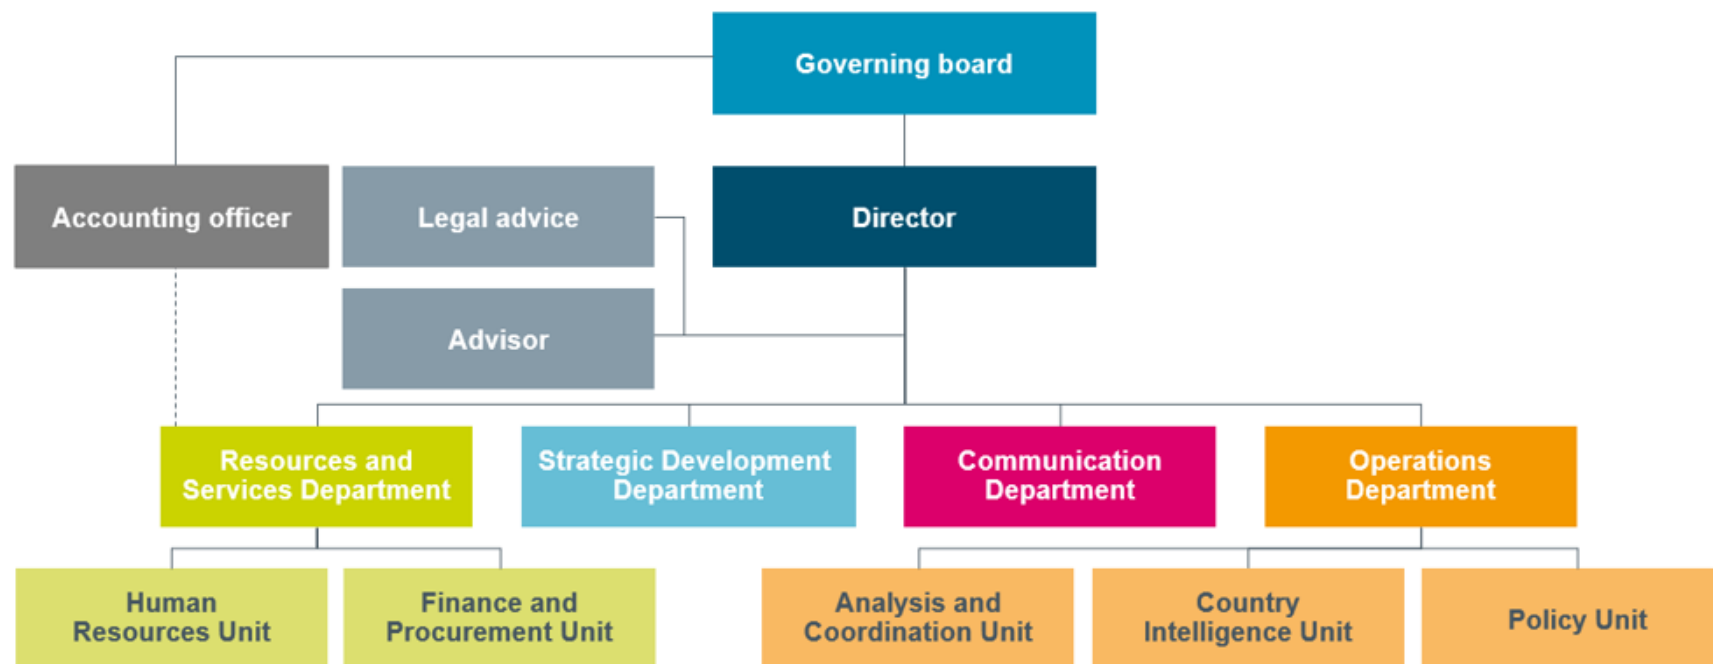 Governing board
Accounting officer
Legal advice
Director
Advisor
Resources and
Services Department
Strategic Development
Department
Communication
Department
Operations
Department
Human
Resources Unit
Finance and
Procurement Unit
Analysis and
Coordination Unit
Country
Intelligence Unit
Policy Unit